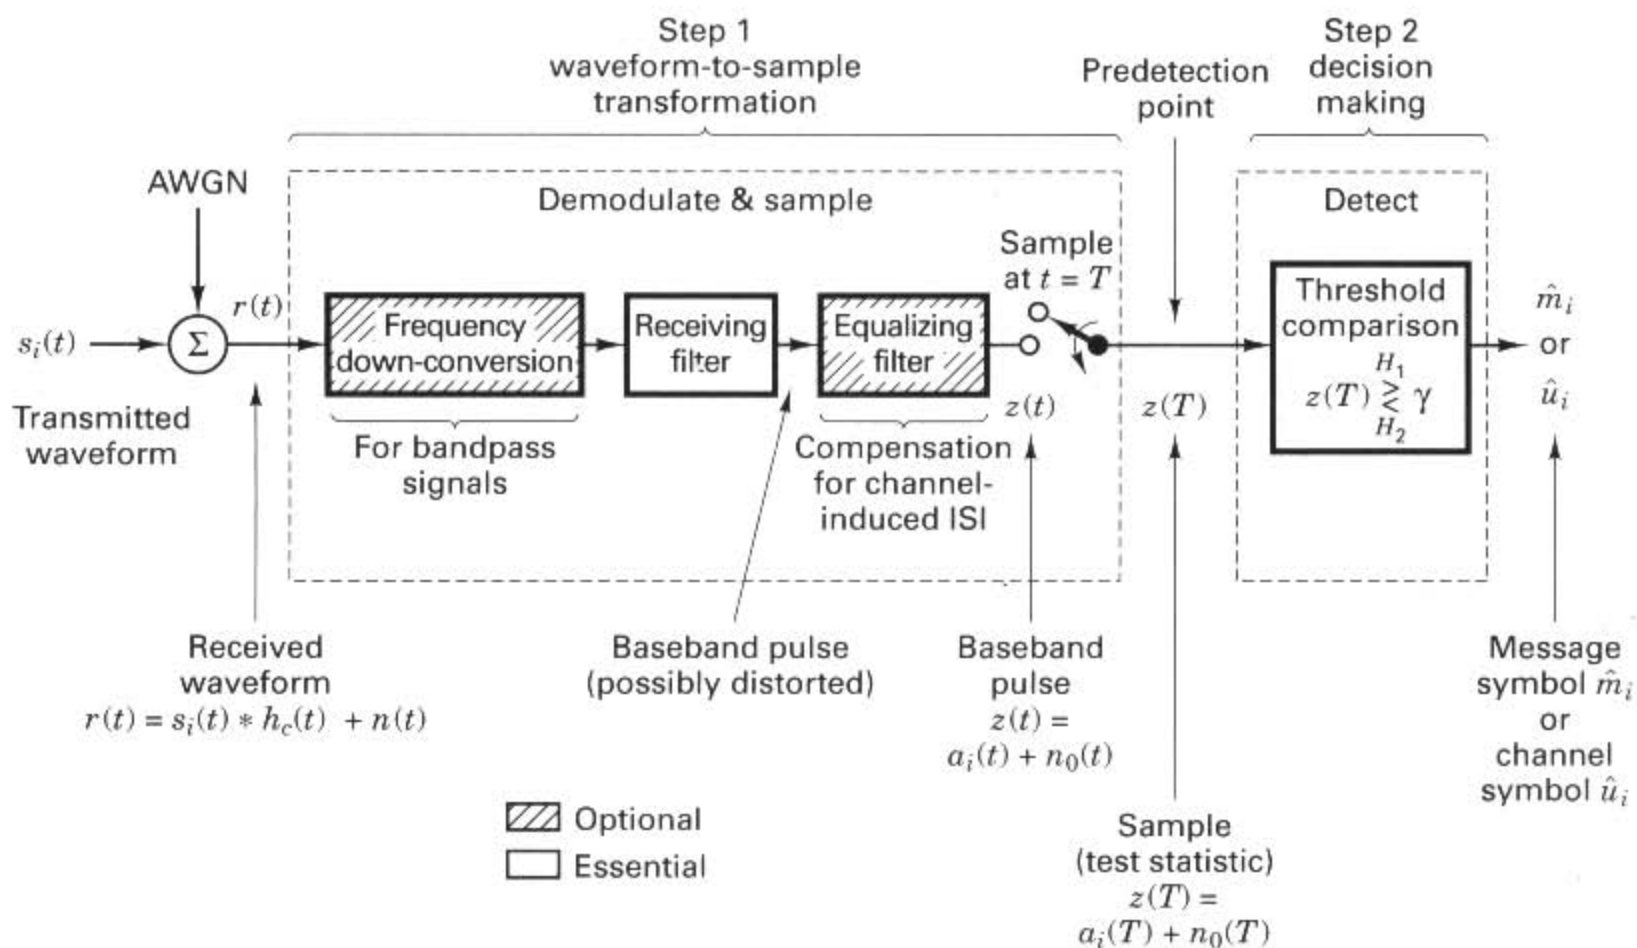 Step 1
waveform-to-sample
transformation
Predetection
point
Step 2
decision
making
AWGN
Demodulate & sample
Detect
Sample
at t = T
r(t)
s_i(t)
Σ
Frequency
down-conversion
Receiving
filter
Equalizing
filter
Threshold
comparison
H_1
z(T) ≷ γ
H_2
m̂_i
or
û_i
Transmitted
waveform
For bandpass
signals
z(t)
Compensation
for channel-
induced ISI
z(T)
Received
waveform
r(t) = s_i(t) * h_c(t) + n(t)
Baseband pulse
(possibly distorted)
Baseband
pulse
z(t) =
a_i(t) + n_0(t)
Message
symbol m̂_i
or
channel
symbol û_i
Optional
Essential
Sample
(test statistic)
z(T) =
a_i(T) + n_0(T)